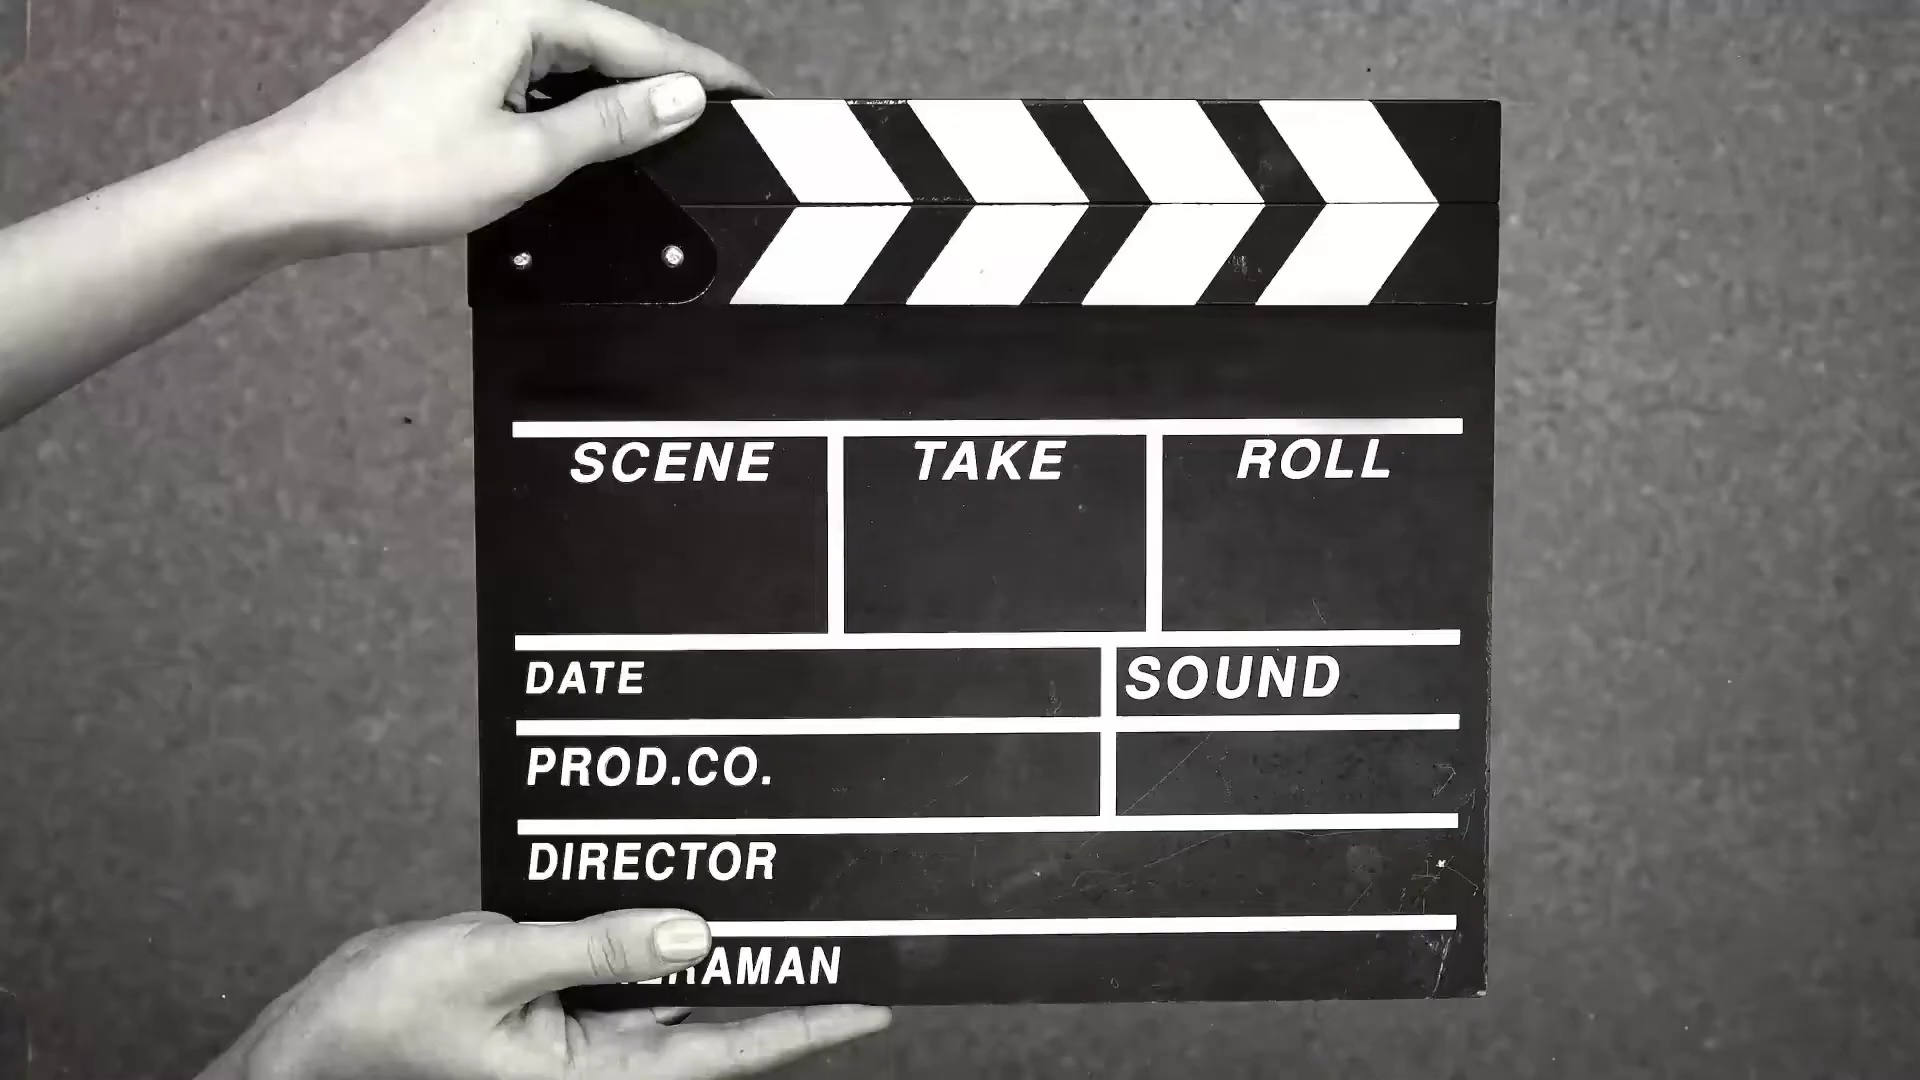 SCENE TAKE ROLL
DATE SOUND
PROD.CO.
DIRECTOR